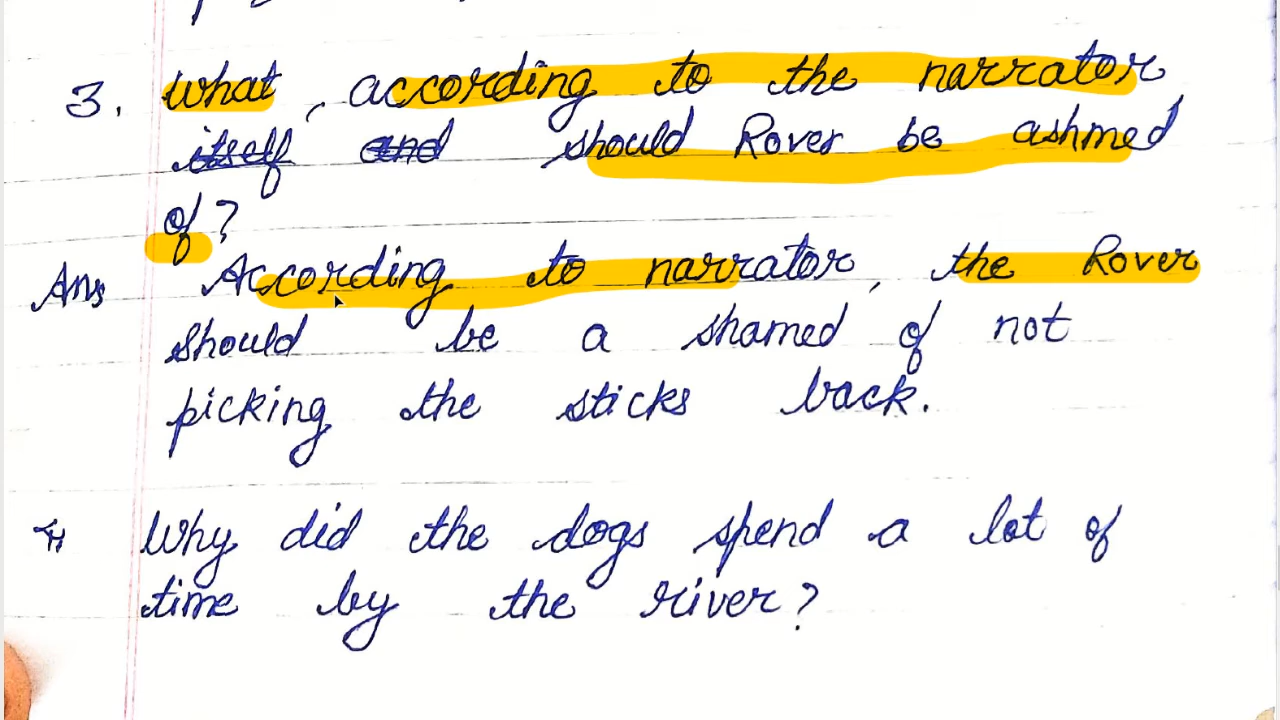 3. What, according to the narrator
itself and should Rover be ashmed
of?
Ans According to narrator, the Rover
should be a shamed of not
picking the sticks back.
4 Why did the dogs spend a lot of
time by the river?